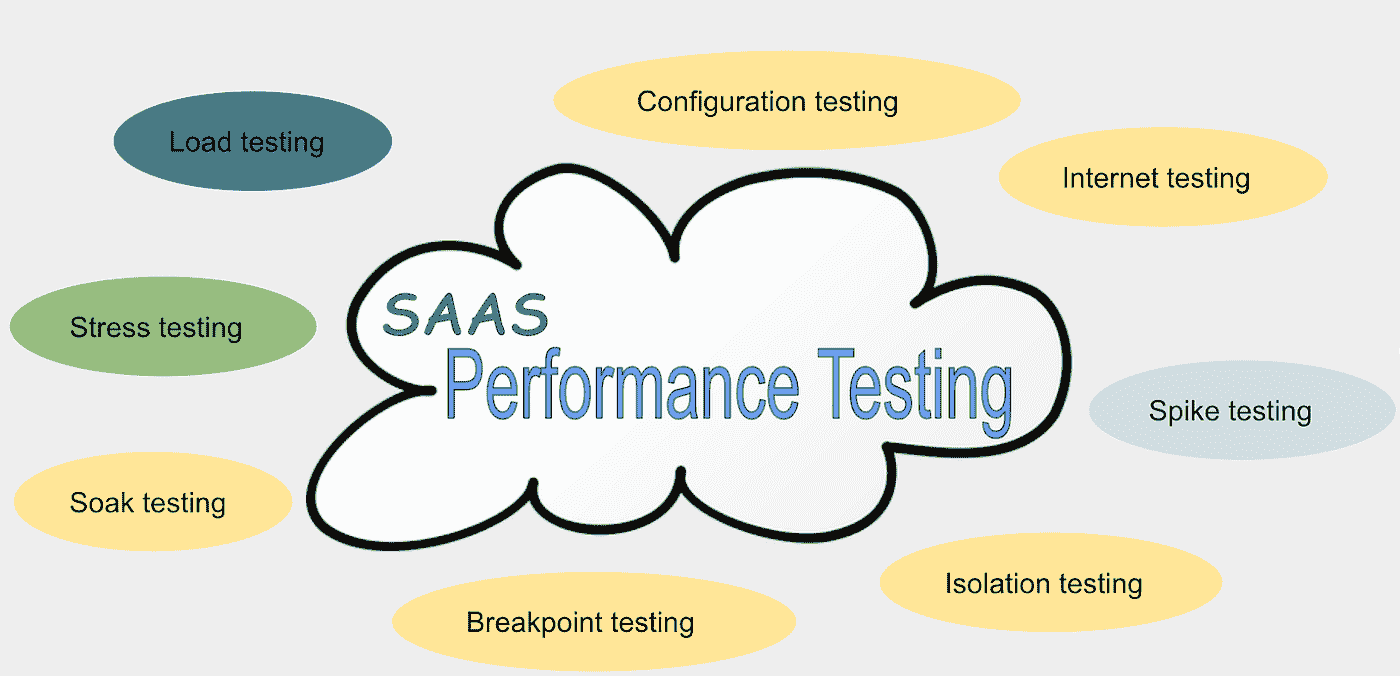 Configuration testing
Load testing
Internet testing
SAAS
Stress testing
Performance Testing
Spike testing
Soak testing
Isolation testing
Breakpoint testing